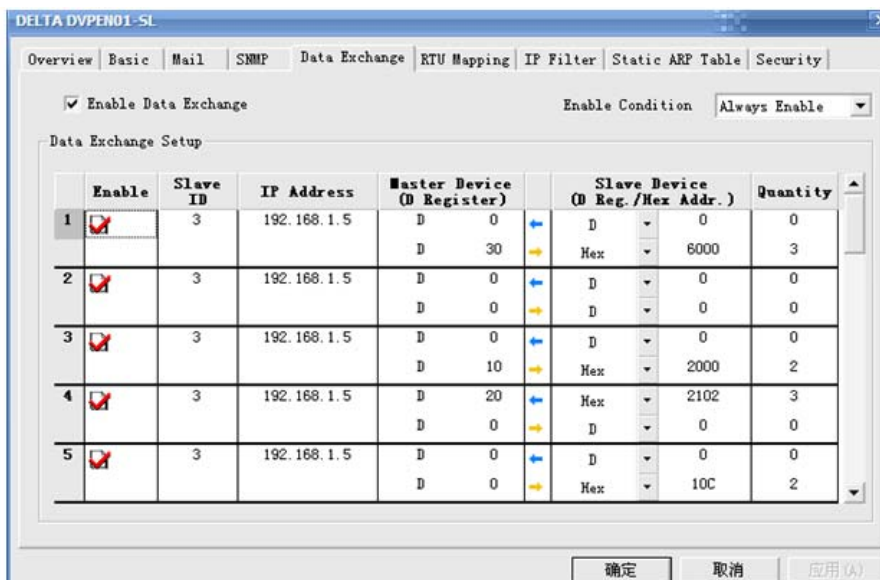 DELTA DVPEN01-SL
Overview Basic Mail SNMP Data Exchange RTU Mapping IP Filter Static ARP Table Security
Enable Data Exchange Enable Condition Always Enable
Data Exchange Setup
Enable Slave ID IP Address Master Device (D Register) Slave Device (D Reg./Hex Addr.) Quantity
1 3 192.168.1.5 D 0 D 0 0
D 30 Hex 6000 3
2 3 192.168.1.5 D 0 D 0 0
D 0 D 0 0
3 3 192.168.1.5 D 0 D 0 0
D 10 Hex 2000 2
4 3 192.168.1.5 D 20 Hex 2102 3
D 0 D 0 0
5 3 192.168.1.5 D 0 D 0 0
D 0 Hex 10C 2
确定 取消 应用(A)